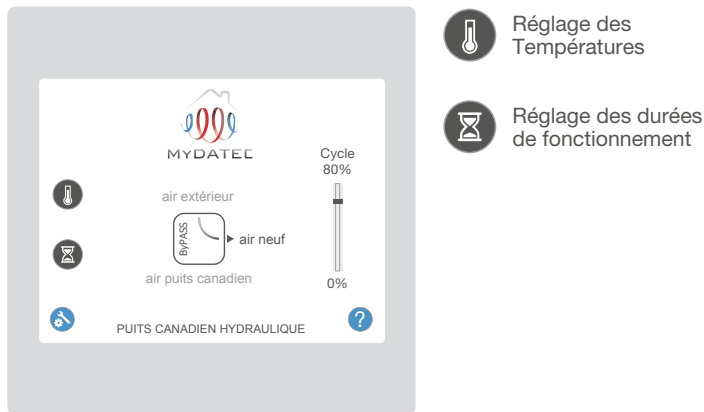 Réglage des
Températures
Réglage des durées
de fonctionnement
MYDATEC
Cycle
80%
air extérieur
ByPASS
air neuf
air puits canadien
0%
PUITS CANADIEN HYDRAULIQUE
?